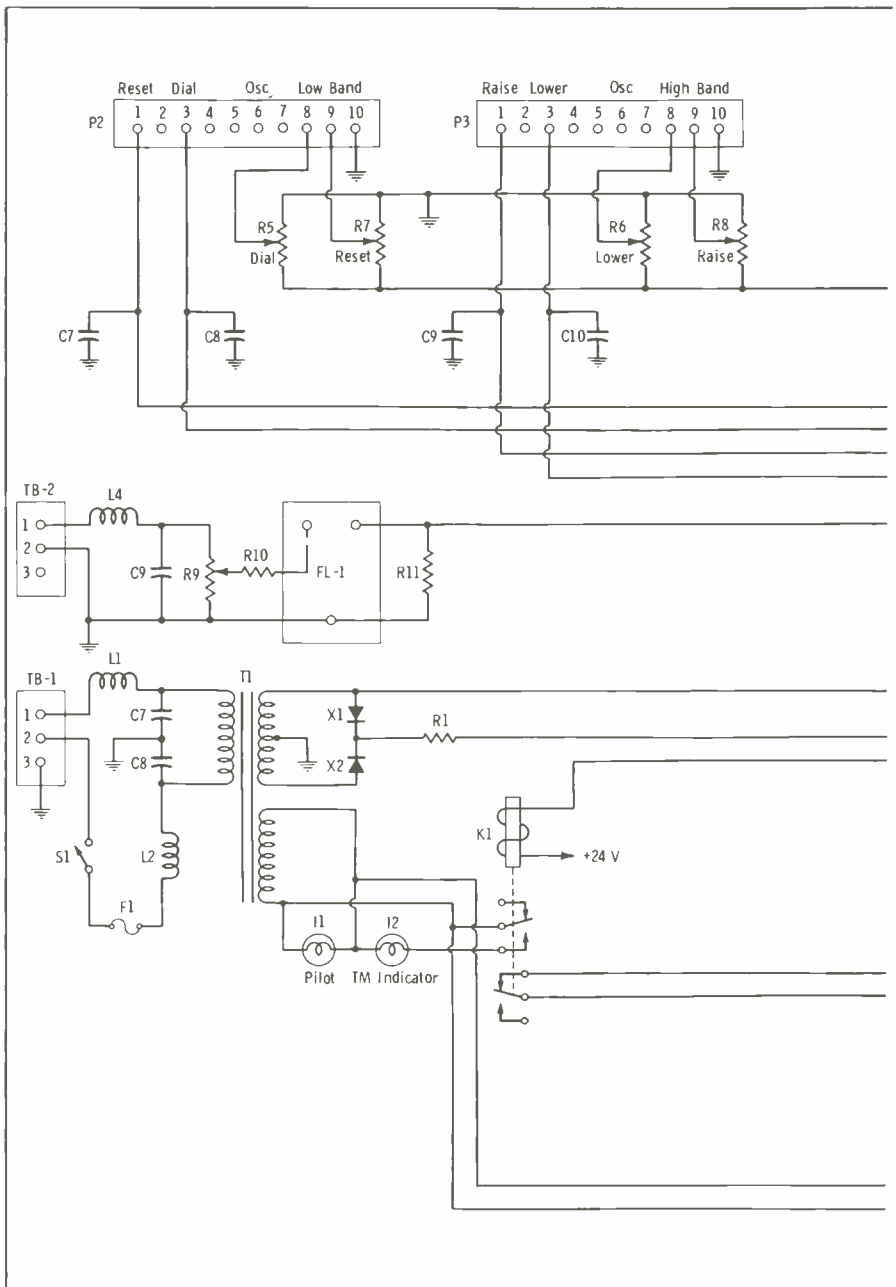 Reset Dial Osc Low Band
1 2 3 4 5 6 7 8 9 10
P2
Raise Lower Osc High Band
1 2 3 4 5 6 7 8 9 10
P3
R5
Dial
R7
Reset
R6
Lower
R8
Raise
C7
C8
C9
C10
TB-2
1
2
3
L4
C9
R9
R10
FL-1
R11
TB-1
1
2
3
L1
C7
C8
T1
X1
X2
R1
S1
L2
F1
K1
+24 V
I1
Pilot
I2
TM Indicator